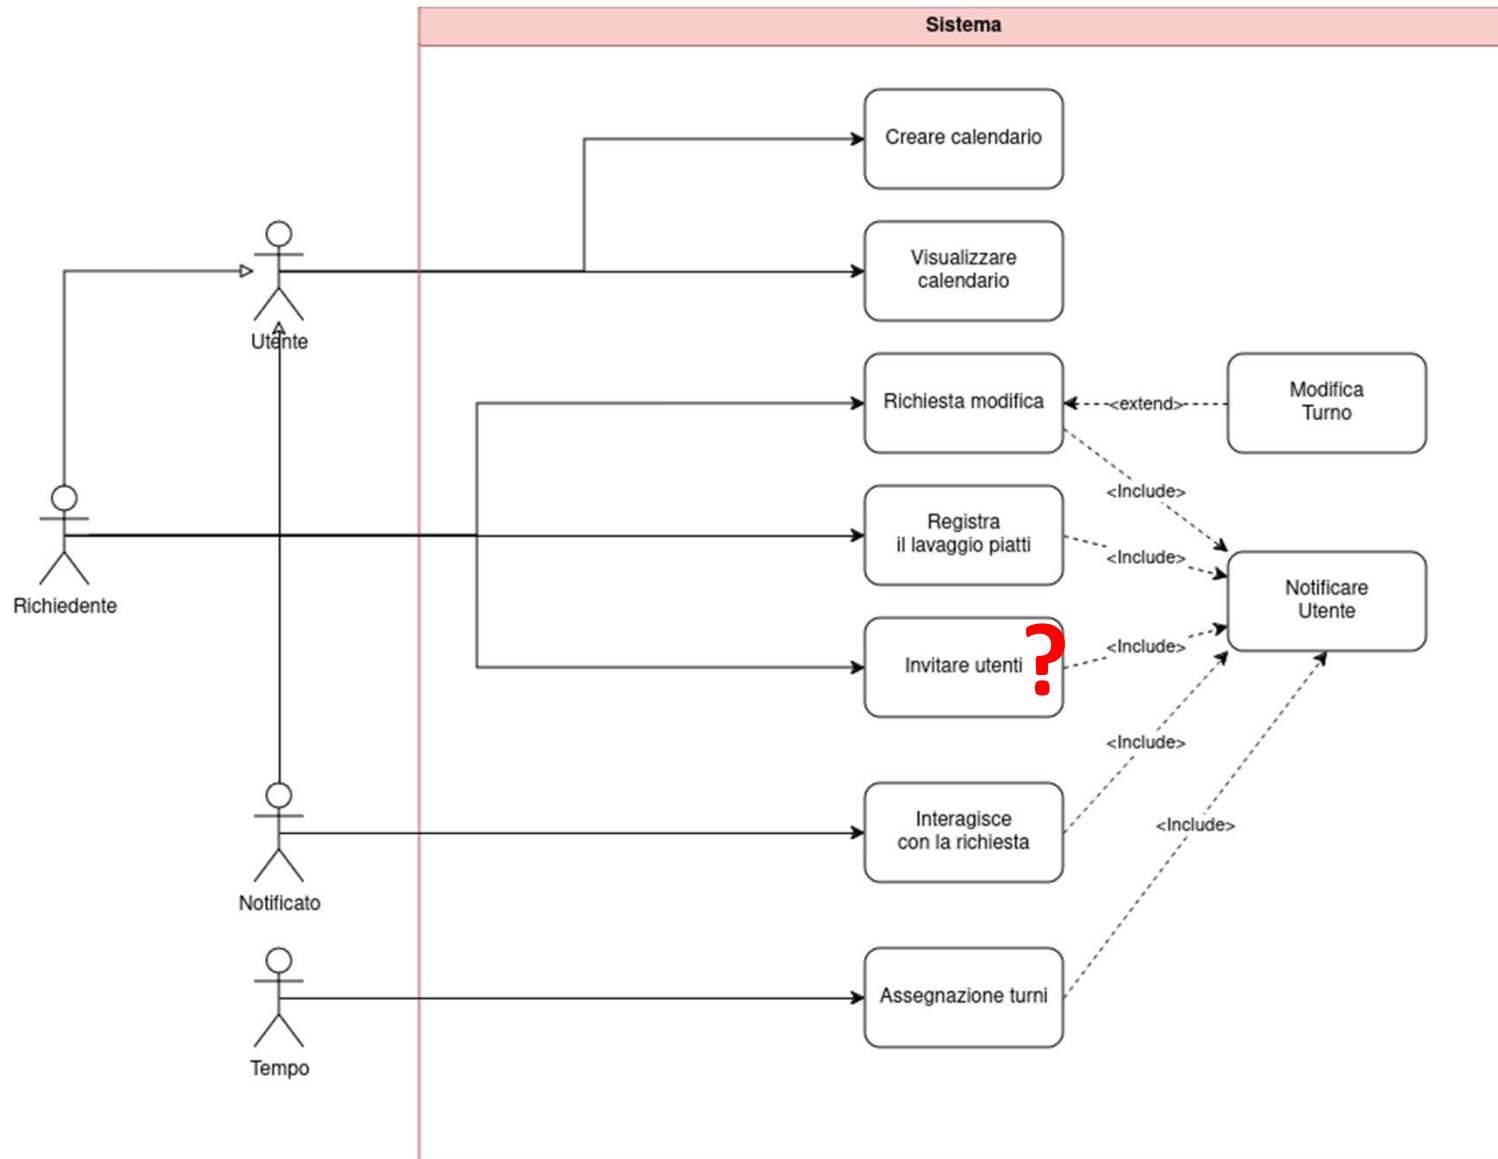 Sistema
Creare calendario
Visualizzare
calendario
Utente
Richiesta modifica
<extend>
Modifica
Turno
<Include>
Registra
il lavaggio piatti
<Include>
Notificare
Utente
Richiedente
Invitare utenti
?
<Include>
<Include>
Interagisce
con la richiesta
<Include>
Notificato
Assegnazione turni
Tempo